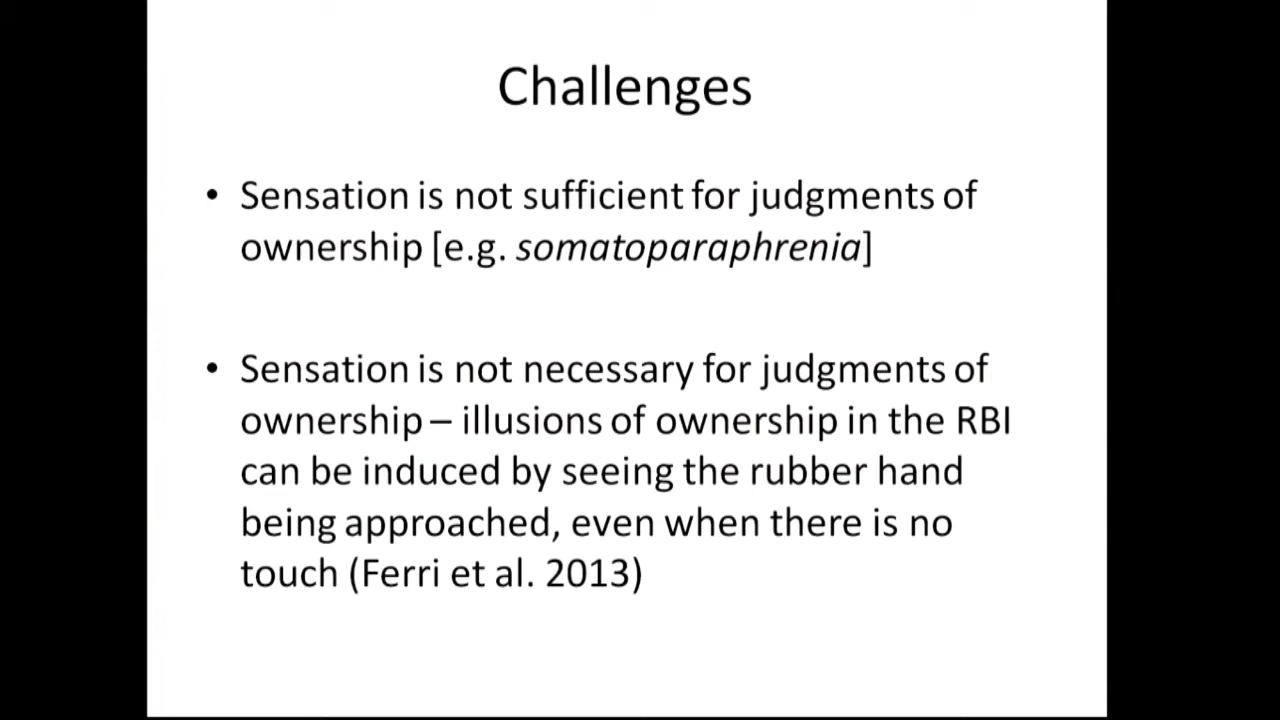 Challenges
• Sensation is not sufficient for judgments of
ownership [e.g. somatoparaphrenia]
• Sensation is not necessary for judgments of
ownership – illusions of ownership in the RBI
can be induced by seeing the rubber hand
being approached, even when there is no
touch (Ferri et al. 2013)